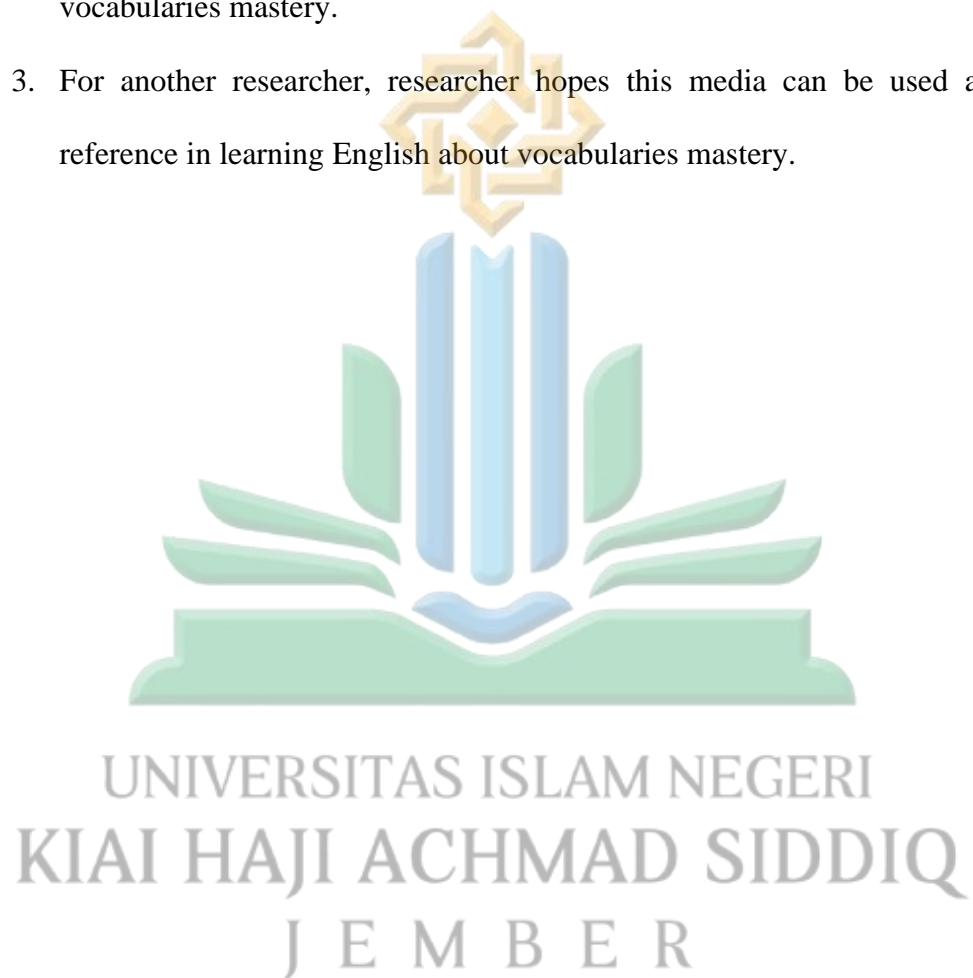 vocabularies mastery.
3. For another researcher, researcher hopes this media can be used a
reference in learning English about vocabularies mastery.
UNIVERSITAS ISLAM NEGERI
KIAI HAJI ACHMAD SIDDIQ
JEMBER